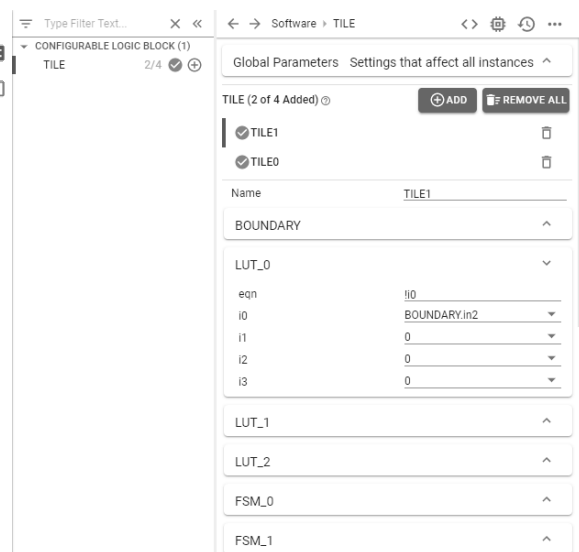 Type Filter Text...
CONFIGURABLE LOGIC BLOCK (1)
TILE 2/4
Software TILE
Global Parameters Settings that affect all instances
TILE (2 of 4 Added)
ADD
REMOVE ALL
TILE1
TILE0
Name TILE1
BOUNDARY
LUT_0
eqn !i0
i0 BOUNDARY.in2
i1 0
i2 0
i3 0
LUT_1
LUT_2
FSM_0
FSM_1